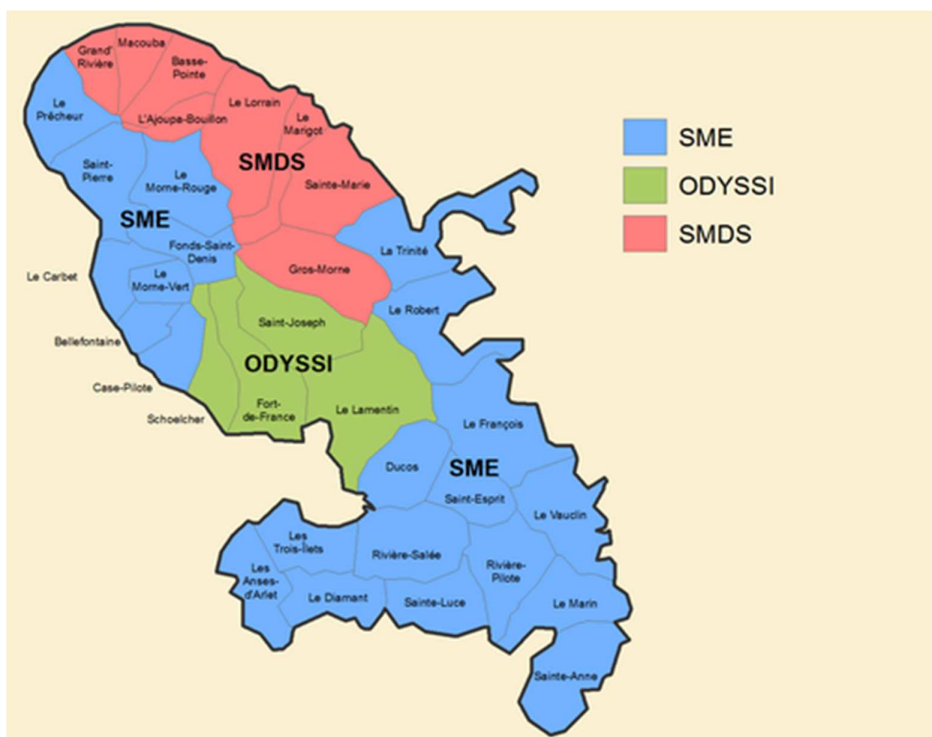 Grand'
Rivière
Macouba
Basse-
Pointe
Le
Prêcheur
L'Ajoupa-Bouillon
Le Lorrain
Le
Marigot
SMDS
Saint-
Pierre
Le
Morne-Rouge
Sainte-Marie
SME
Fonds-Saint-
Denis
La Trinité
Le Carbet
Le
Morne-Vert
Gros-Morne
Le Robert
Saint-Joseph
Bellefontaine
ODYSSI
Case-Pilote
Schoelcher
Fort-
de-France
Le Lamentin
Le François
Ducos
SME
Saint-Esprit
Le Vauclin
Les
Trois-Îlets
Rivière-Salée
Les
Anses-
d'Arlet
Rivière-
Pilote
Le Diamant
Sainte-Luce
Le Marin
Sainte-Anne
SME
ODYSSI
SMDS